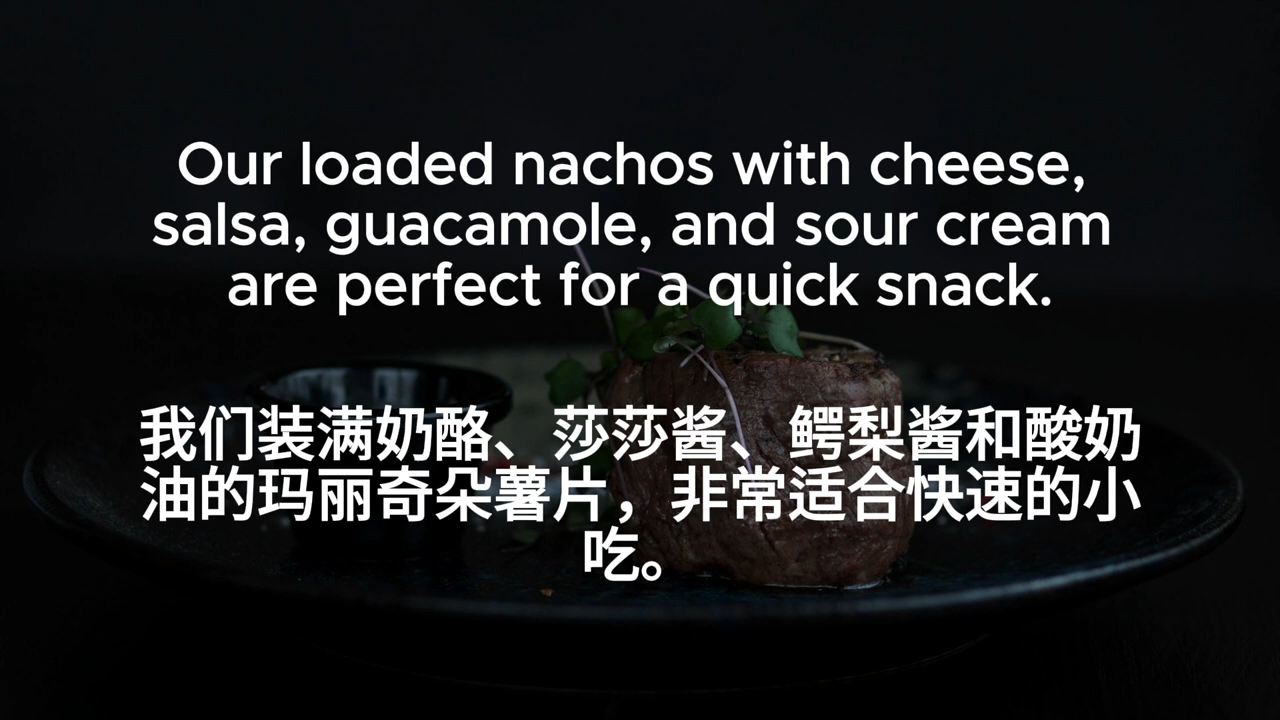 Our loaded nachos with cheese,
salsa, guacamole, and sour cream
are perfect for a quick snack.
我们装满奶酪、莎莎酱、鳄梨酱和酸奶
油的玛丽奇朵薯片，非常适合快速的小
吃。